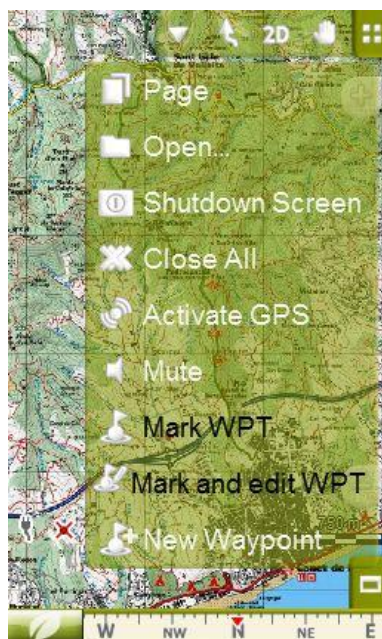 2D
Page
Open...
Shutdown Screen
Close All
Activate GPS
Mute
Mark WPT
Mark and edit WPT
750 m
New Waypoint
W NW N NE E